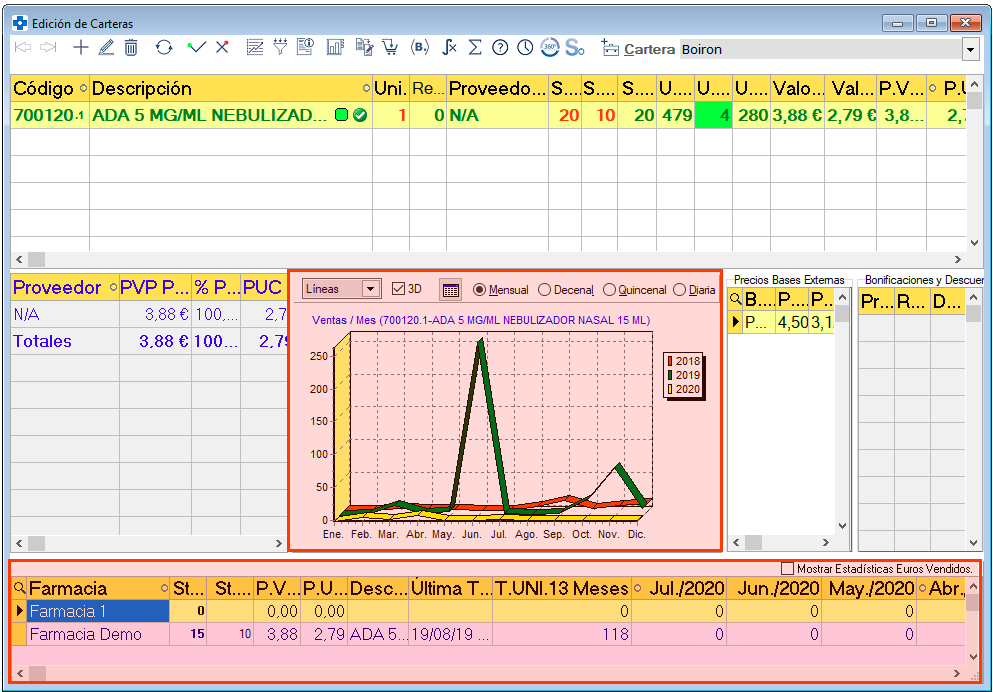 Edición de Carteras
(B.) 360º Cartera Boiron
Código Descripción Uni. Re... Proveedo... S.... S.... S.... U.... U.... U.... Valo... Val... P.V... P.U
700120.1 ADA 5 MG/ML NEBULIZAD... 1 0 N/A 20 10 20 479 4 280 3,88 € 2,79 € 3,8... 2,7
Proveedor PVP P... % P... PUC
N/A 3,88 € 100,... 2,7
Totales 3,88 € 100... 2,79
Líneas 3D Mensual Decenal Quincenal Diaria
Ventas / Mes (700120.1-ADA 5 MG/ML NEBULIZADOR NASAL 15 ML)
250
200
150
100
50
0
Ene. Feb. Mar. Abr. May. Jun. Jul. Ago. Sep. Oct. Nov. Dic.
2018
2019
2020
Precios Bases Externas
B... P... P...
P... 4,50 3,1
Bonificaciones y Descuer
Pr... R... D...
Mostrar Estadísticas Euros Vendidos.
Farmacia St... St.... P.V... P.U... Desc... Última T... T.UNI.13 Meses Jul./2020 Jun./2020 May./2020 Abr.
Farmacia 1 0 0,00 0,00 0 0 0 0
Farmacia Demo 15 10 3,88 2,79 ADA 5... 19/08/19 ... 118 0 0 0